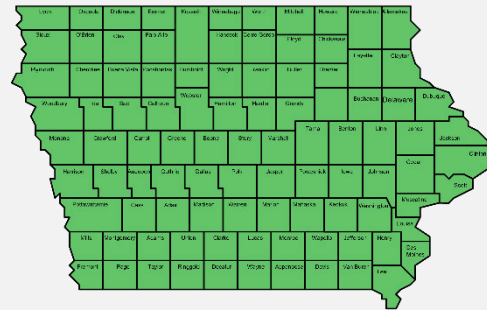 Lyon Osceola Dickinson Emmet Kossuth Winnebago Worth Mitchell Howard Winneshiek Allamakee
Sioux O'Brien Clay Palo Alto Hancock Cerro Gordo Floyd Chickasaw
Fayette Clayton
Plymouth Cherokee Buena Vista Pocahontas Humboldt Wright Franklin Butler Bremer
Webster Buchanan Delaware Dubuque
Woodbury Ida Sac Calhoun Hamilton Hardin Grundy
Tama Benton Linn Jones Jackson
Monona Crawford Carroll Greene Boone Story Marshall
Clinton
Cedar
Harrison Shelby Audubon Guthrie Dallas Polk Jasper Poweshiek Iowa Johnson
Scott
Muscatine
Pottawattamie Cass Adair Madison Warren Marion Mahaska Keokuk Washington
Louisa
Mills Montgomery Adams Union Clarke Lucas Monroe Wapello Jefferson Henry
Des
Moines
Fremont Page Taylor Ringgold Decatur Wayne Appanoose Davis Van Buren Lee